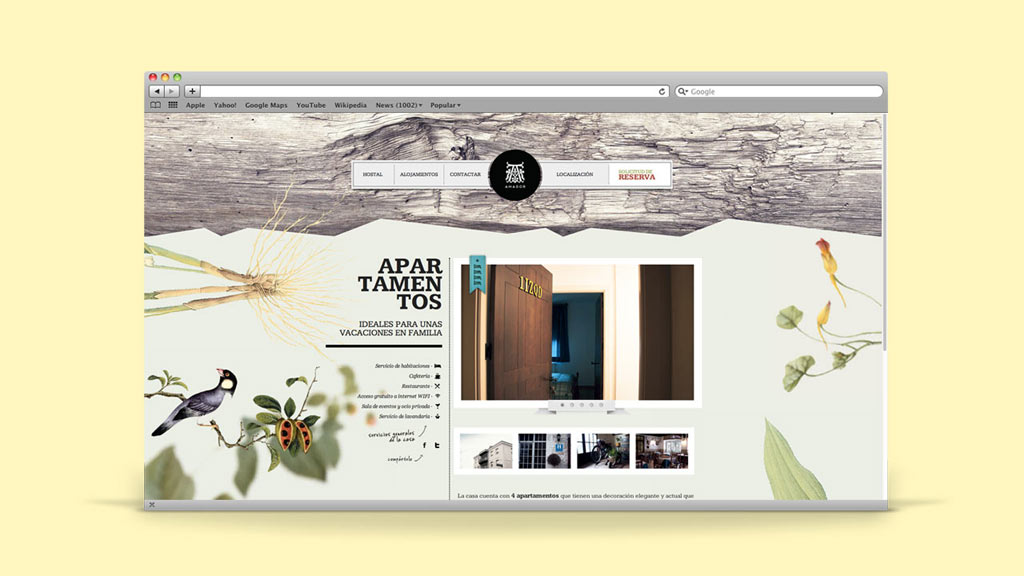 Google
Apple Yahoo! Google Maps YouTube Wikipedia News (1002) Popular
HOSTAL ALOJAMIENTOS CONTACTAR
AMADOR
LOCALIZACIÓN
SOLICITUD DE
RESERVA
APAR
TAMEN
TOS
IDEALES PARA UNAS
VACACIONES EN FAMILIA
Servicio de habitaciones -
Cafetería -
Restaurante -
Acceso gratuito a Internet WIFI -
Sala de eventos y ocio privada -
Servicio de lavandería -
servicios generales
de la casa
compártelo
La casa cuenta con 4 apartamentos que tienen una decoración elegante y actual que